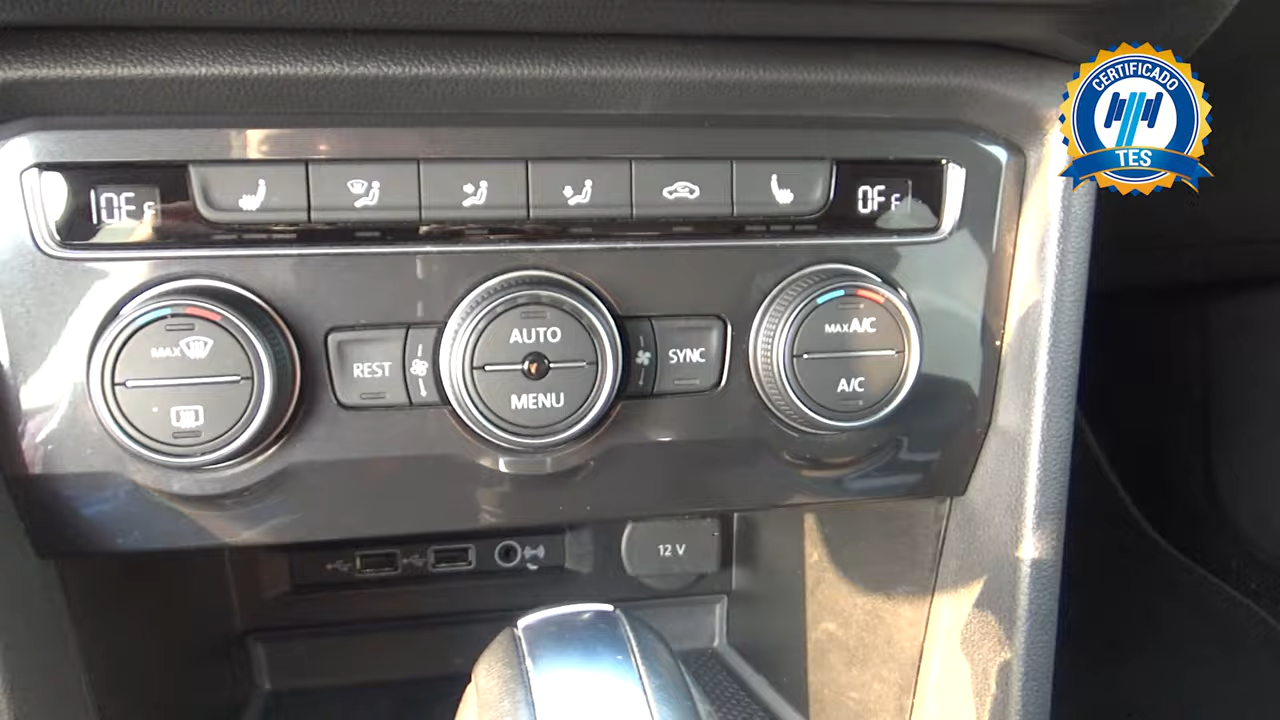 CERTIFICADO
TES
OFF
OFF
MAX
REST
AUTO
MENU
SYNC
MAX A/C
A/C
12 V